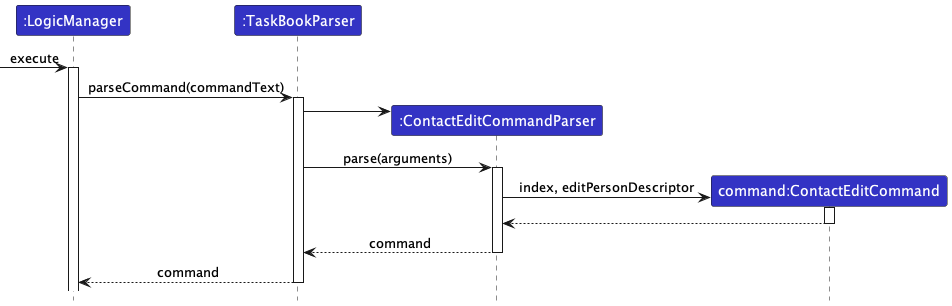 :LogicManager
:TaskBookParser
execute
parseCommand(commandText)
:ContactEditCommandParser
parse(arguments)
index, editPersonDescriptor
command:ContactEditCommand
command
command